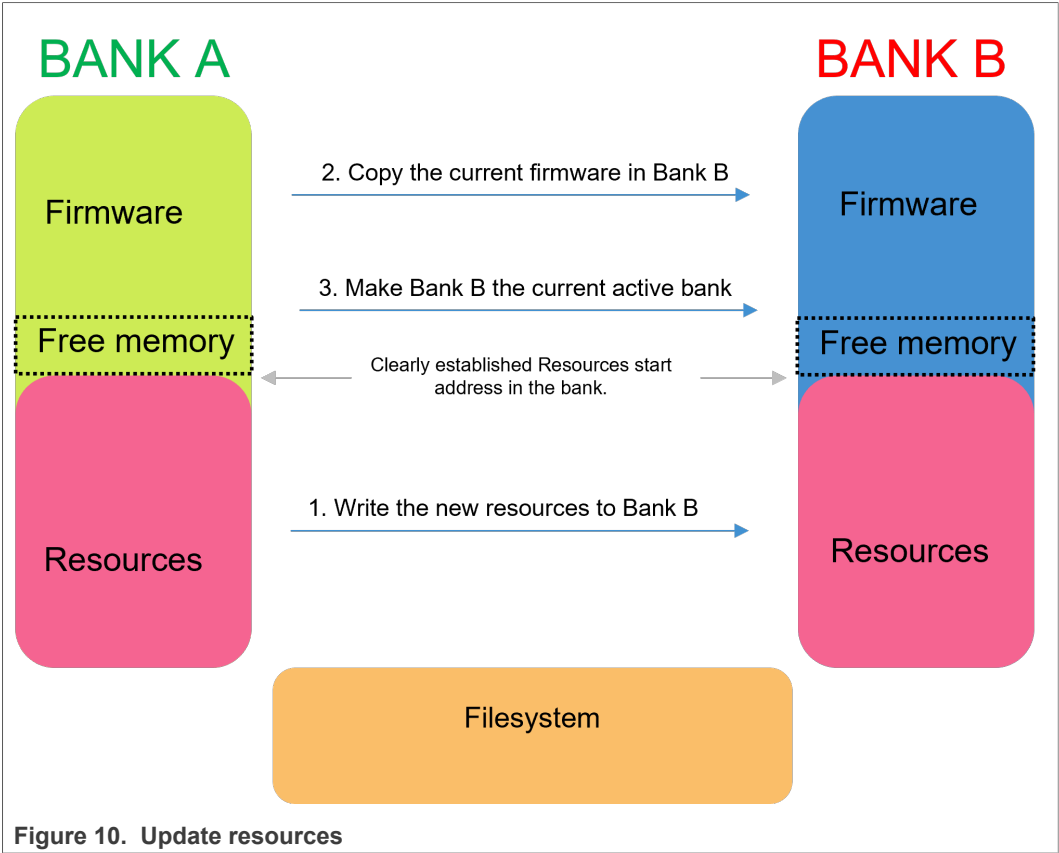 BANK A
BANK B
2. Copy the current firmware in Bank B
Firmware
Firmware
3. Make Bank B the current active bank
Free memory
Free memory
Clearly established Resources start
address in the bank.
1. Write the new resources to Bank B
Resources
Resources
Filesystem
Figure 10. Update resources